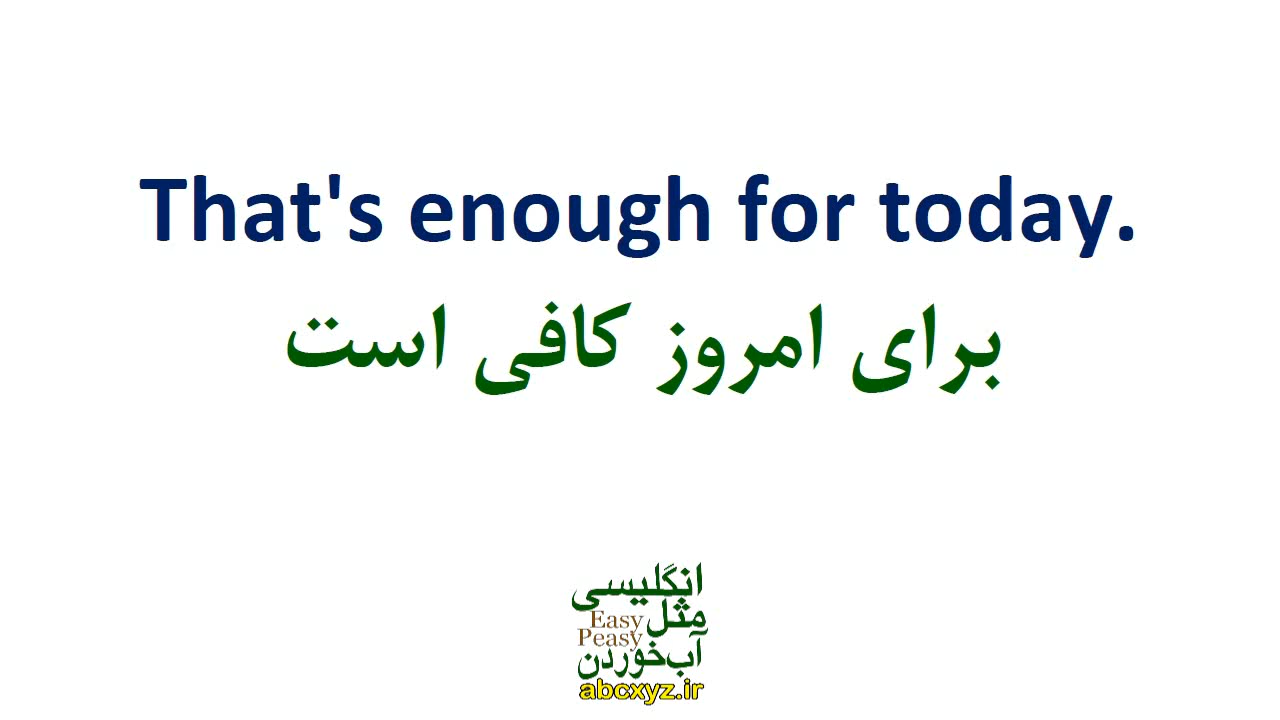 That's enough for today.
برای امروز کافی است
انگلیسی
مثل
Easy
Peasy
آب‌خوردن
abcxyz.ir